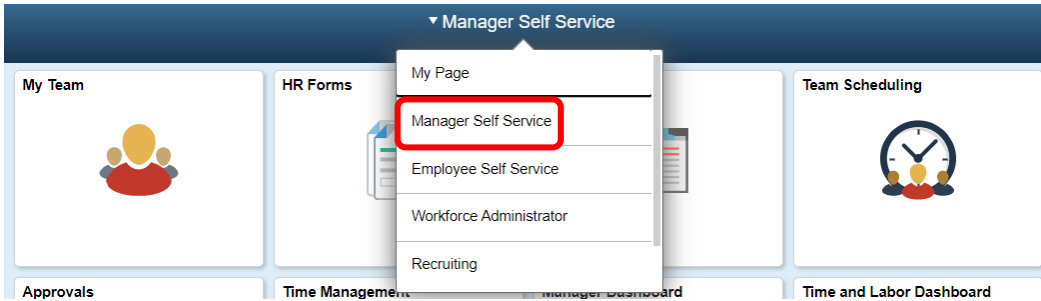 Manager Self Service
My Team
HR Forms
Team Scheduling
My Page
Manager Self Service
Employee Self Service
Workforce Administrator
Recruiting
Approvals
Time Management
Manager Dashboard
Time and Labor Dashboard